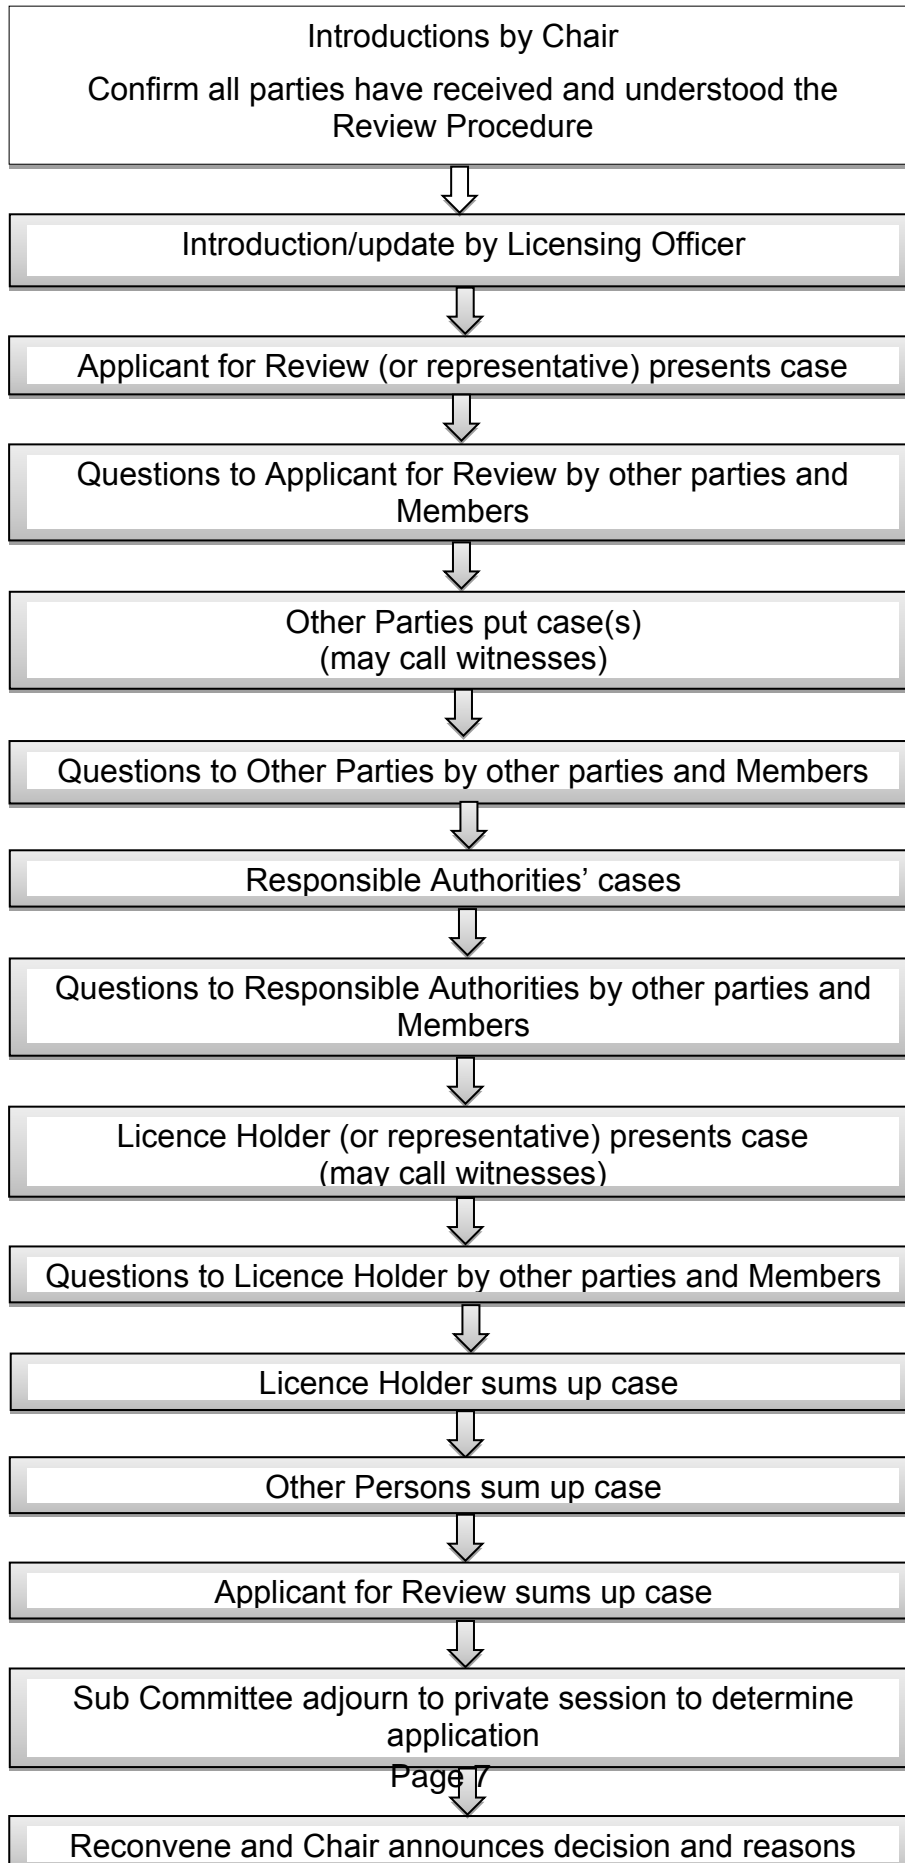 Introductions by Chair
Confirm all parties have received and understood the
Review Procedure
Introduction/update by Licensing Officer
Applicant for Review (or representative) presents case
Questions to Applicant for Review by other parties and
Members
Other Parties put case(s)
(may call witnesses)
Questions to Other Parties by other parties and Members
Responsible Authorities’ cases
Questions to Responsible Authorities by other parties and
Members
Licence Holder (or representative) presents case
(may call witnesses)
Questions to Licence Holder by other parties and Members
Licence Holder sums up case
Other Persons sum up case
Applicant for Review sums up case
Sub Committee adjourn to private session to determine
application
Page 7
Reconvene and Chair announces decision and reasons